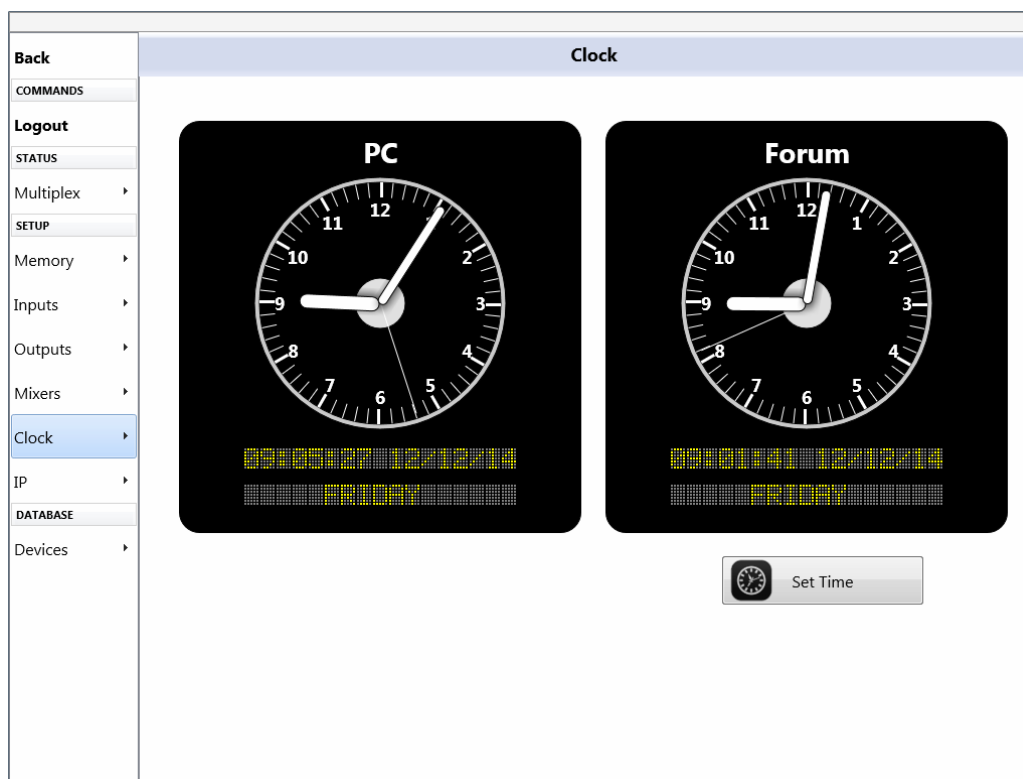 Clock
Back
COMMANDS
Logout
STATUS
Multiplex
SETUP
Memory
Inputs
Outputs
Mixers
Clock
IP
DATABASE
Devices
PC
12
11
10
9
8
7
6
5
4
3
2
09:05:27 12/12/14
FRIDAY
Forum
12
1
2
3
4
5
6
7
8
9
10
11
09:01:41 12/12/14
FRIDAY
Set Time